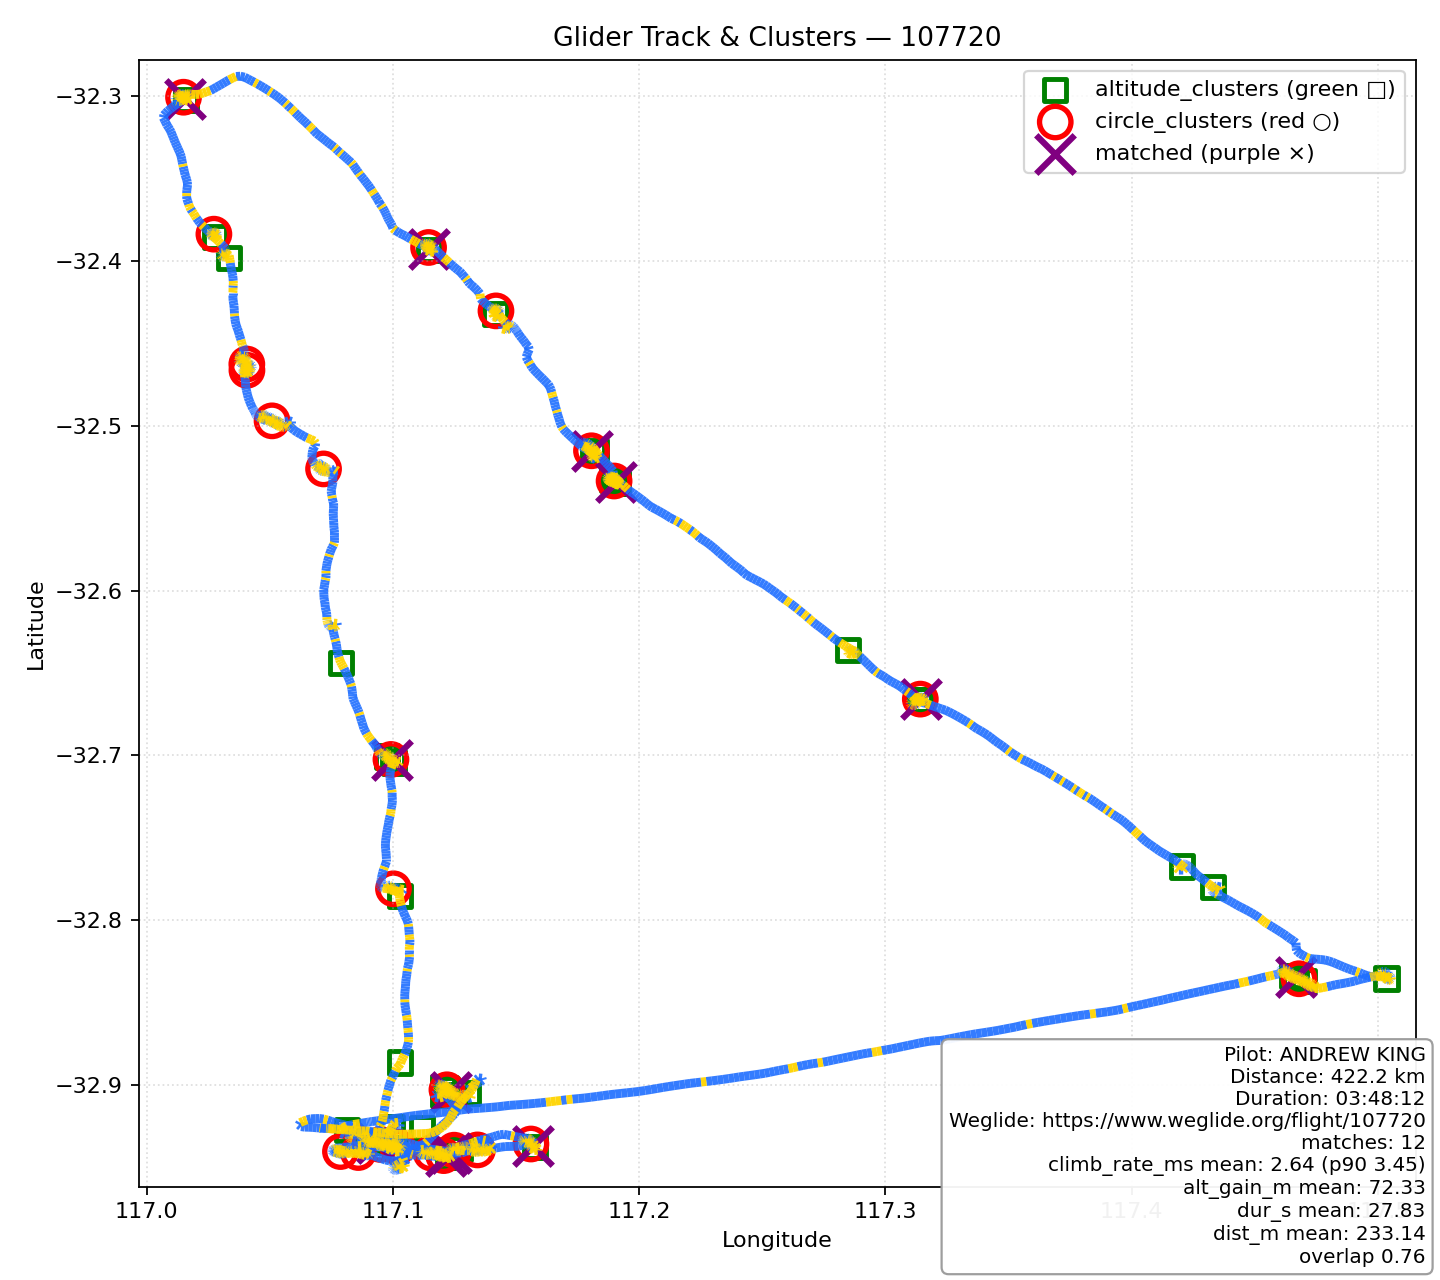 Glider Track & Clusters — 107720
altitude_clusters (green □)
circle_clusters (red ○)
matched (purple ×)
−32.3
−32.4
−32.5
−32.6
−32.7
−32.8
−32.9
Latitude
117.0
117.1
117.2
117.3
117.4
Longitude
Pilot: ANDREW KING
Distance: 422.2 km
Duration: 03:48:12
Weglide: https://www.weglide.org/flight/107720
matches: 12
climb_rate_ms mean: 2.64 (p90 3.45)
alt_gain_m mean: 72.33
dur_s mean: 27.83
dist_m mean: 233.14
overlap 0.76